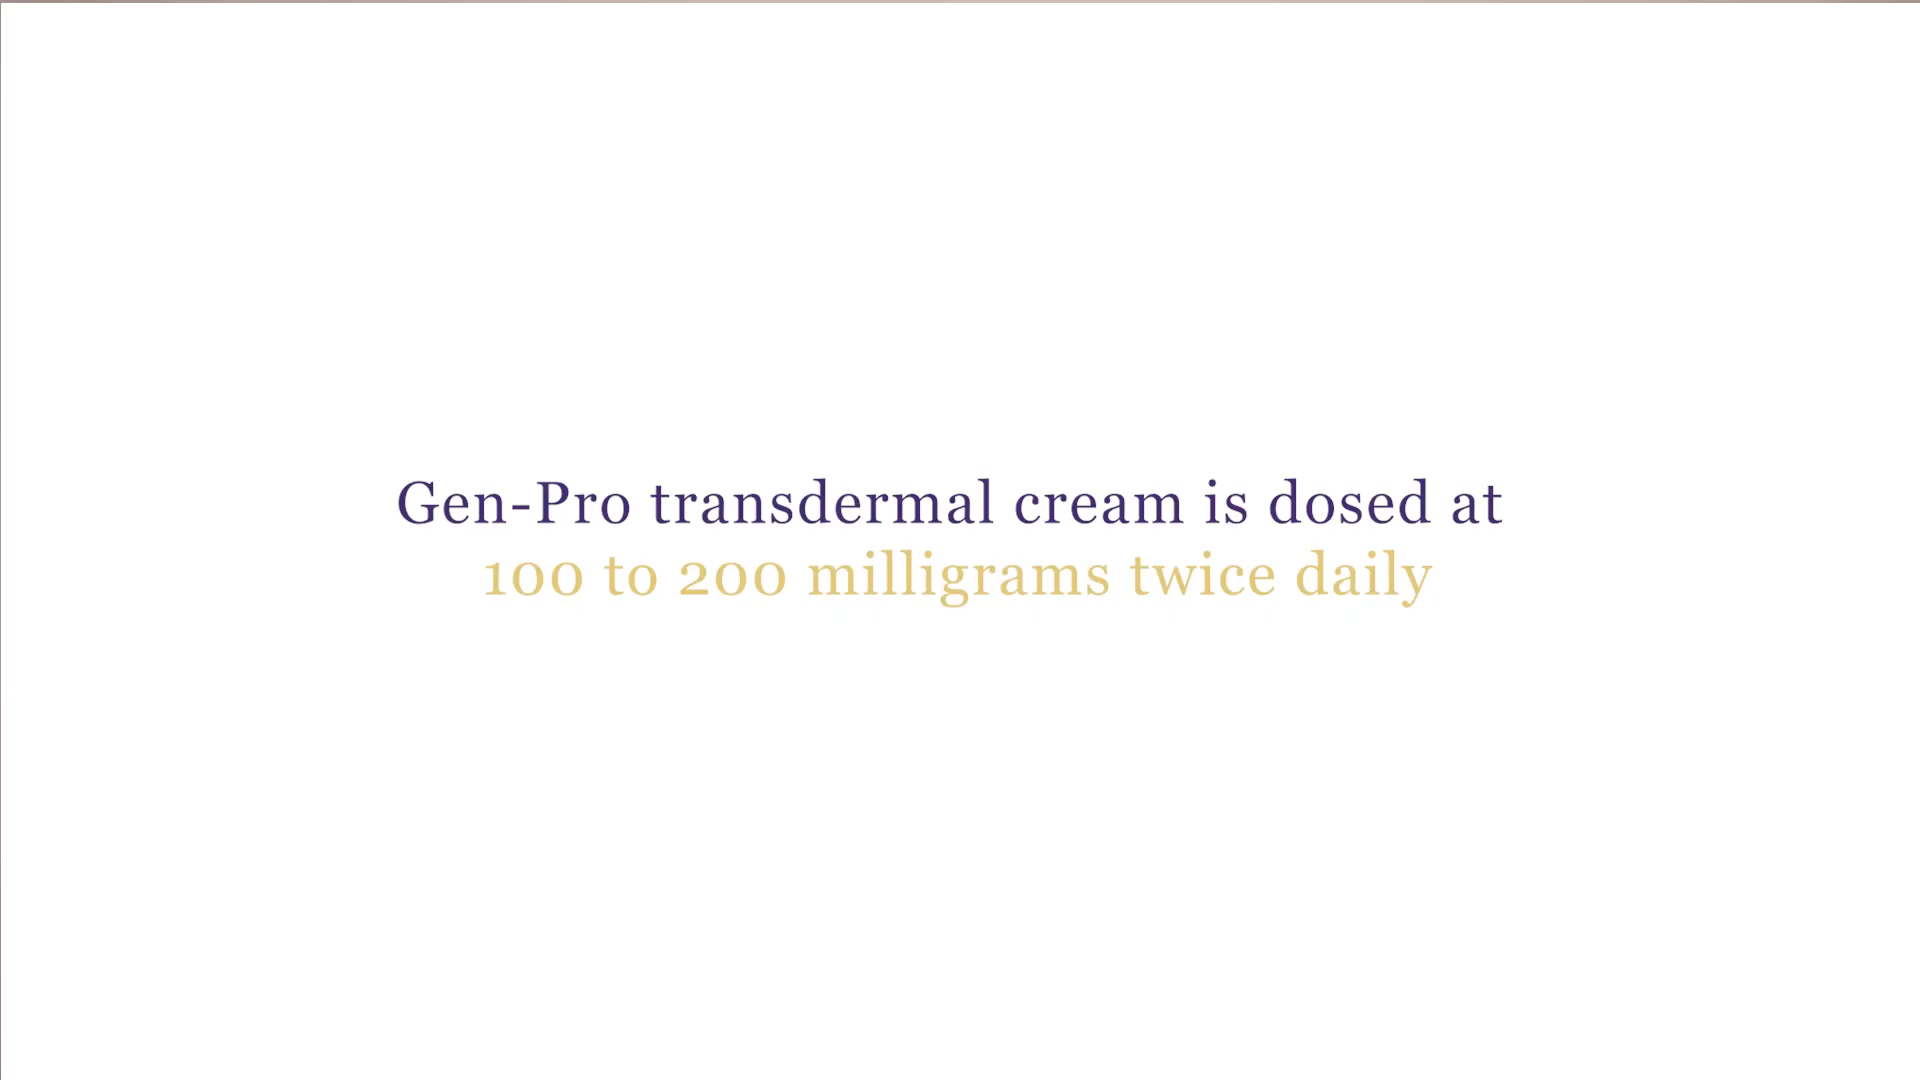 Gen-Pro transdermal cream is dosed at
100 to 200 milligrams twice daily